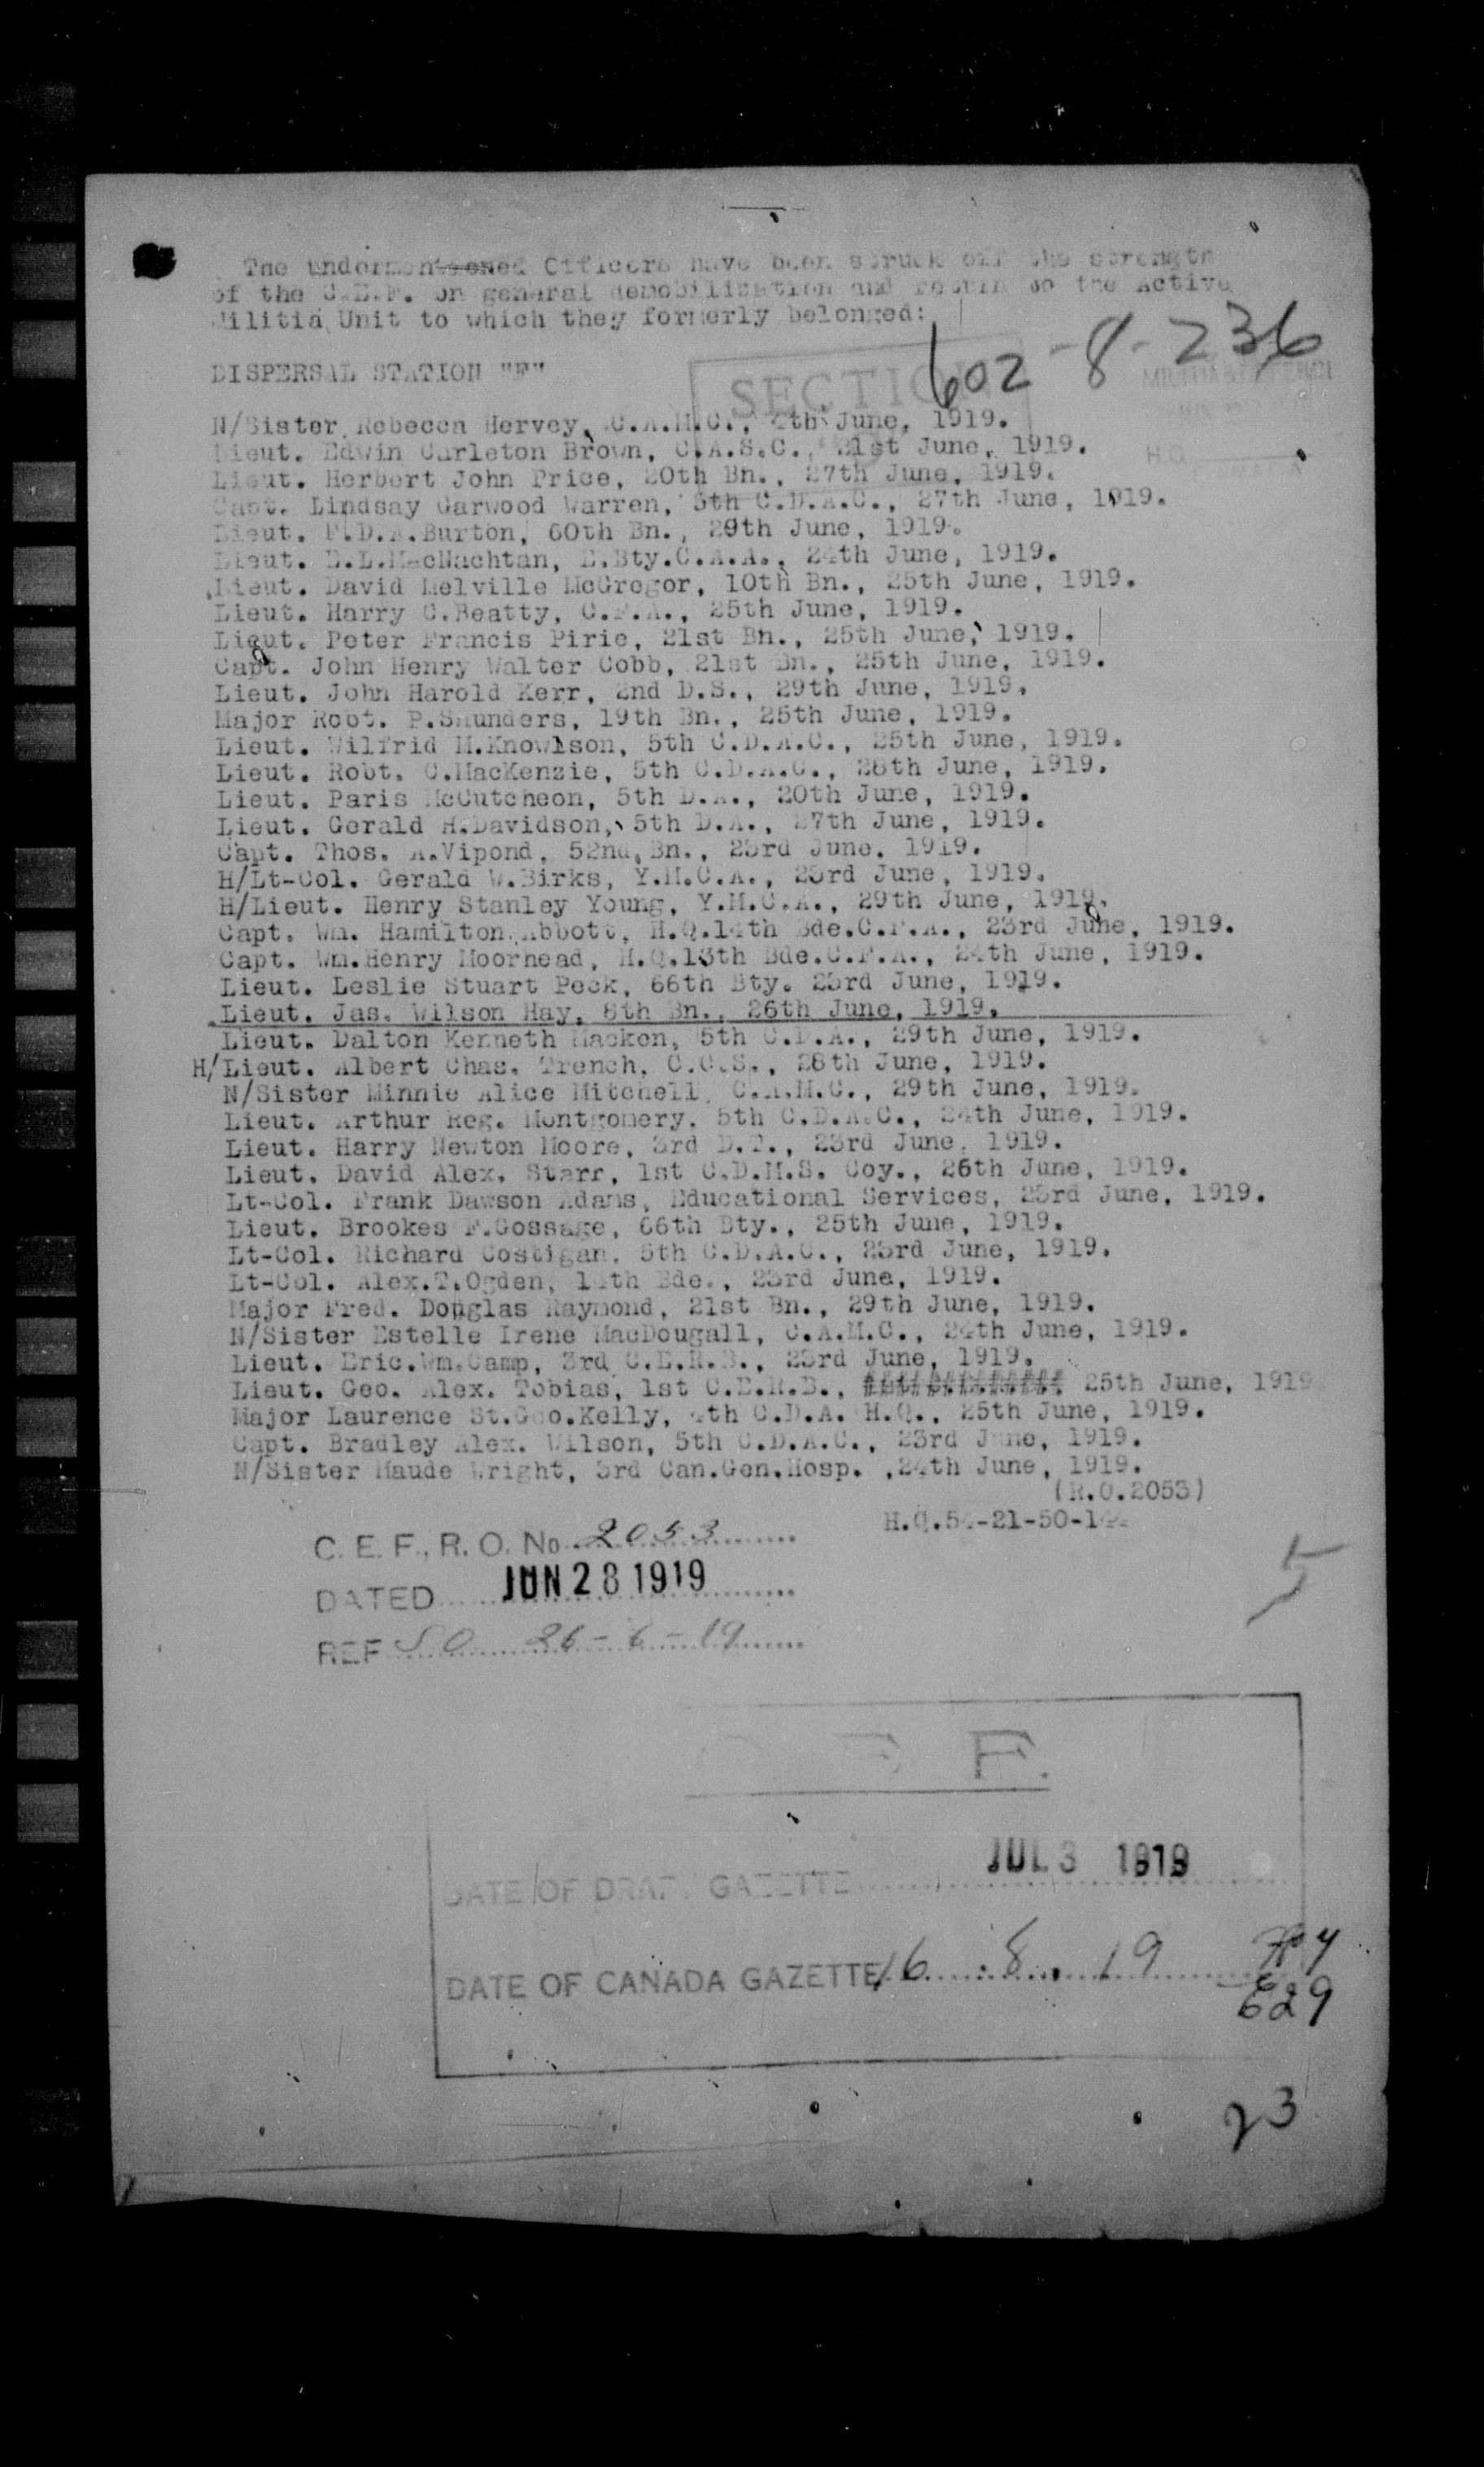 The undermentioned Officers have been struck off the strength
of the C.E.F. on general demobilization and return to the Active
Militia Unit to which they formerly belonged:
602-8-236
DISPERSAL STATION "F"
SECTION
N/Sister Rebecca Hervey, C.A.M.C., 4th June, 1919.
Lieut. Edwin Carleton Brown, C.A.S.C., 21st June, 1919.
H.Q.
Lieut. Herbert John Price, 20th Bn., 27th June, 1919.
Capt. Lindsay Garwood Warren, 5th C.D.A.C., 27th June, 1919.
Lieut. F.D.A.Burton, 60th Bn., 29th June, 1919.
Lieut. D.L.MacNachtan, E.Bty.C.A.A., 24th June, 1919.
Lieut. David Melville McGregor, 10th Bn., 25th June, 1919.
Lieut. Harry C.Beatty, C.F.A., 25th June, 1919.
Lieut. Peter Francis Pirie, 21st Bn., 25th June, 1919.
Capt. John Henry Walter Cobb, 21st Bn., 25th June, 1919.
Lieut. John Harold Kerr, 2nd D.S., 29th June, 1919.
Major Robt. P.Saunders, 19th Bn., 25th June, 1919.
Lieut. Wilfrid M.Knowlson, 5th C.D.A.C., 25th June, 1919.
Lieut. Robt. C.MacKenzie, 5th C.D.A.C., 28th June, 1919.
Lieut. Paris McCutcheon, 5th D.A., 20th June, 1919.
Lieut. Gerald H.Davidson, 5th D.A., 27th June, 1919.
Capt. Thos. A.Vipond, 52nd Bn., 23rd June. 1919.
H/Lt-Col. Gerald W.Birks, Y.M.C.A., 23rd June, 1919.
H/Lieut. Henry Stanley Young, Y.M.C.A., 29th June, 1919.
Capt. Wm. Hamilton Abbott, H.Q.14th Bde.C.F.A., 23rd June, 1919.
Capt. Wm.Henry Moorhead, H.Q.13th Bde.C.F.A., 24th June, 1919.
Lieut. Leslie Stuart Peck, 66th Bty. 23rd June, 1919.
Lieut. Jas. Wilson Hay, 8th Bn., 26th June, 1919.
Lieut. Dalton Kenneth Macken, 5th C.D.A., 29th June, 1919.
H/Lieut. Albert Chas. Trench, C.C.S., 28th June, 1919.
N/Sister Minnie Alice Mitchell, C.A.M.C., 29th June, 1919.
Lieut. Arthur Reg. Montgomery, 5th C.D.A.C., 24th June, 1919.
Lieut. Harry Newton Moore, 3rd D.T., 23rd June, 1919.
Lieut. David Alex. Starr, 1st C.D.M.S. Coy., 26th June, 1919.
Lt-Col. Frank Dawson Adams, Educational Services, 23rd June, 1919.
Lieut. Brookes F.Gossage, 66th Bty., 25th June, 1919.
Lt-Col. Richard Costigan, 5th C.D.A.C., 23rd June, 1919.
Lt-Col. Alex.T.Ogden, 14th Bde., 23rd June, 1919.
Major Fred. Douglas Raymond, 21st Bn., 29th June, 1919.
N/Sister Estelle Irene MacDougall, C.A.M.C., 24th June, 1919.
Lieut. Eric.Wm.Camp, 3rd C.E.R.B., 23rd June, 1919.
Lieut. Geo. Alex. Tobias, 1st C.E.R.B., 25th June, 1919
Major Laurence St.Geo.Kelly, 4th C.D.A. H.Q., 25th June, 1919.
Capt. Bradley Alex. Wilson, 5th C.D.A.C., 23rd June, 1919.
N/Sister Maude Wright, 3rd Can.Gen.Hosp. ,24th June, 1919.
(R.O.2053)
H.Q.54-21-50-144
C. E. F., R. O. No 2053
5
DATED JUN 28 1919
REF S O 26-6-19
F.
JUL 3 1919
DATE OF DRAFT GAZETTE
DATE OF CANADA GAZETTE 16.8.19
629
23